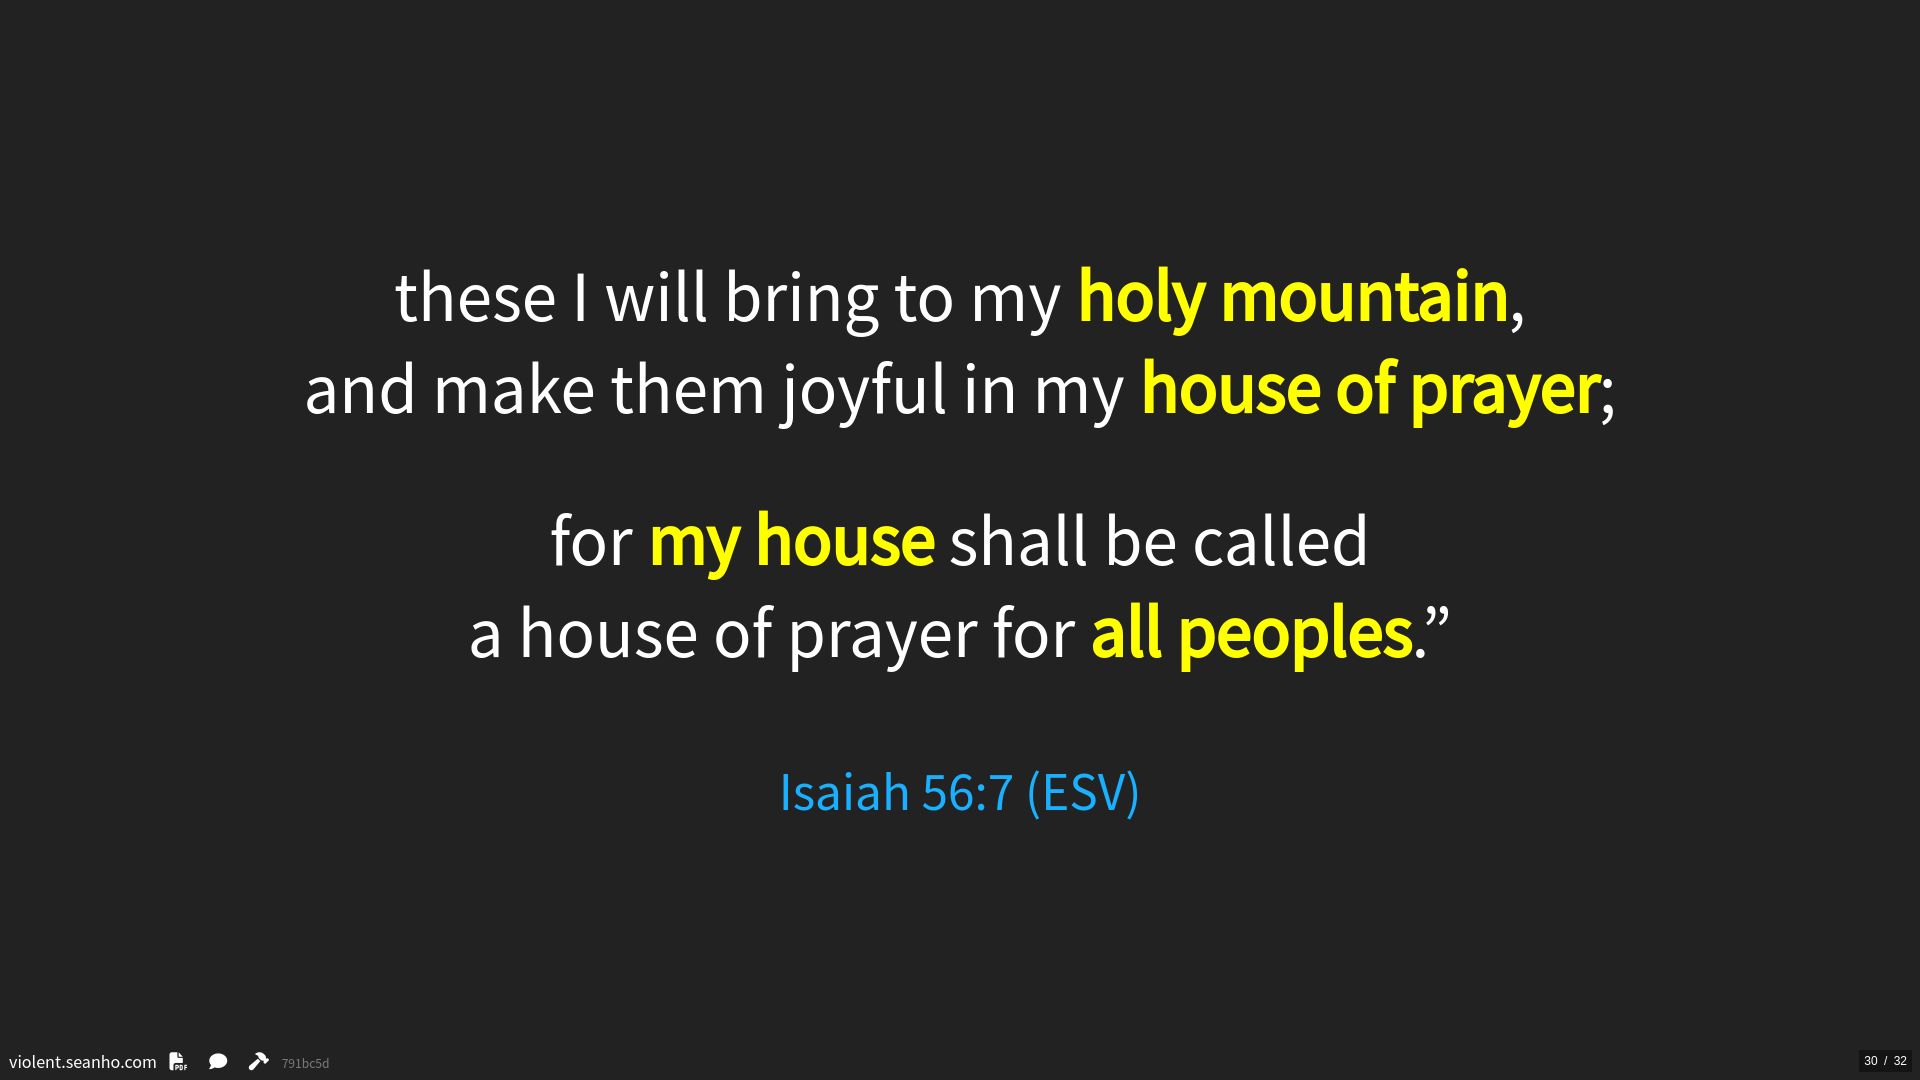 these I will bring to my holy mountain,
and make them joyful in my house of prayer;
for my house shall be called
a house of prayer for all peoples.”
Isaiah 56:7 (ESV)
violent.seanho.com PDF 791bc5d
30 / 32